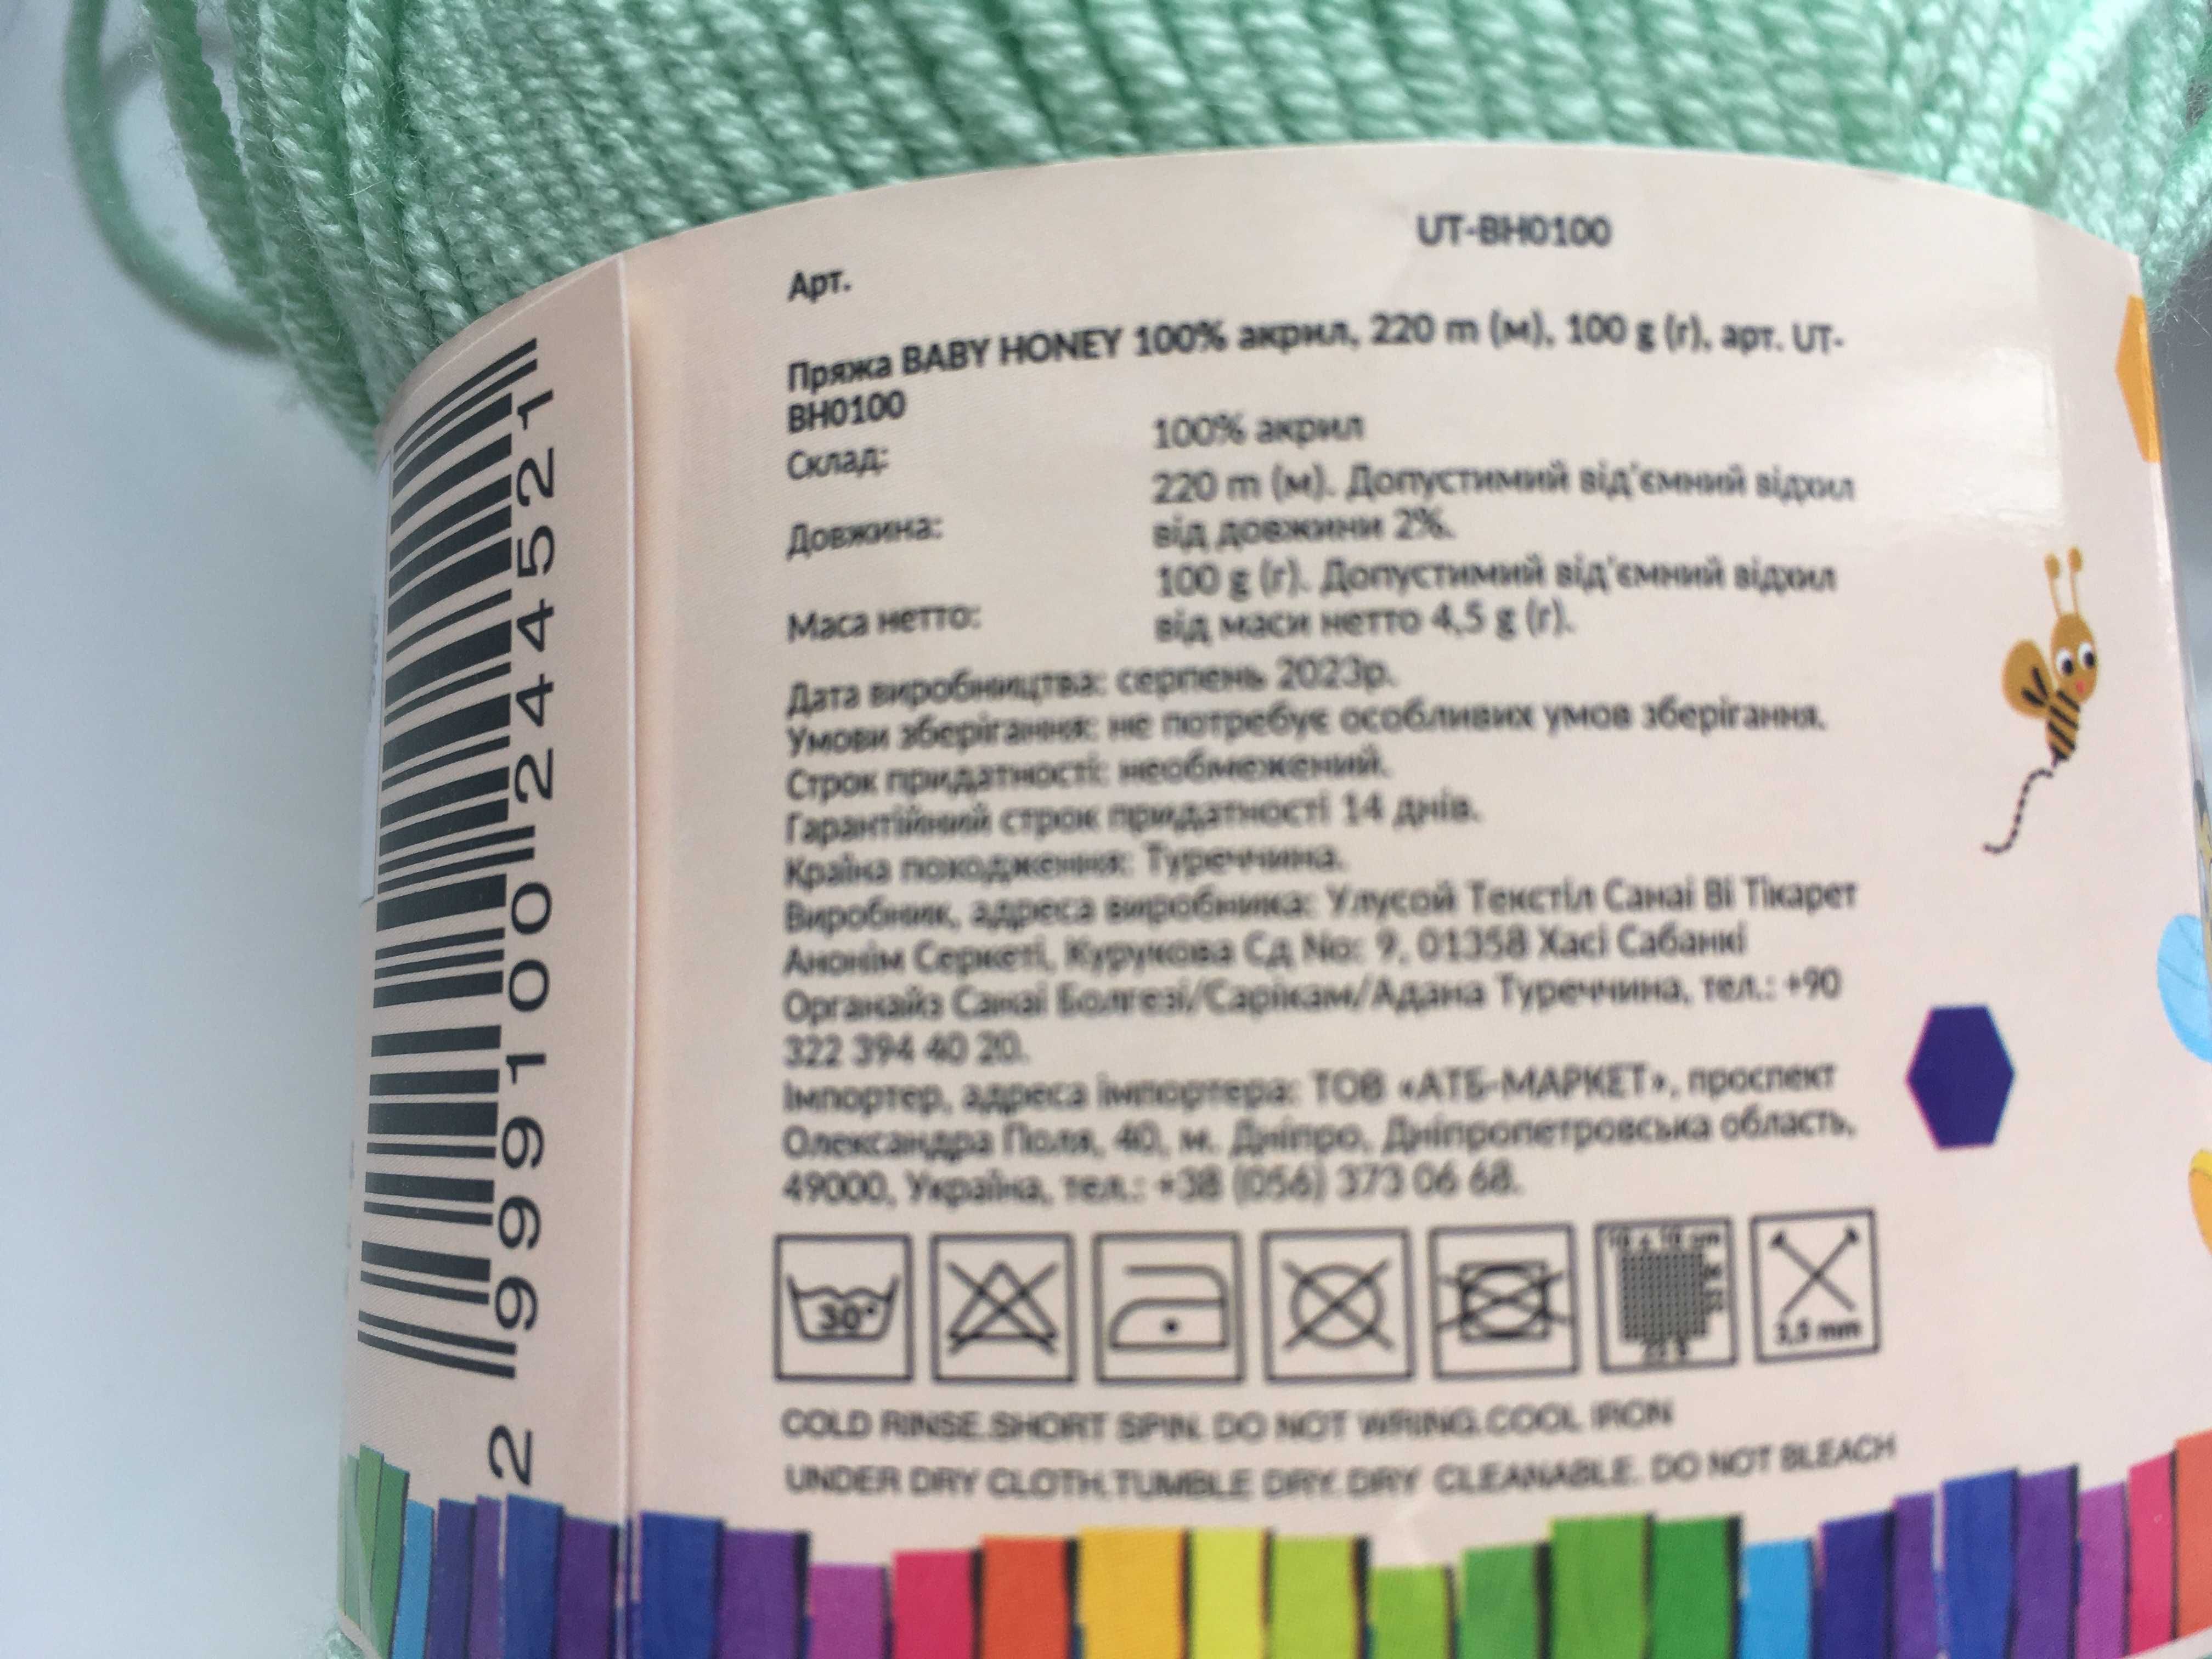 UT-BH0100
Арт.
Пряжа BABY HONEY 100% акрил, 220 m (м), 100 g (г), арт. UT-
BH0100
Склад: 100% акрил
Довжина: 220 m (м). Допустимий від'ємний відхил
від довжини 2%.
Маса нетто: 100 g (г). Допустимий від'ємний відхил
від маси нетто 4,5 g (г).
Дата виробництва: серпень 2023р.
Умови зберігання: не потребує особливих умов зберігання.
Строк придатності: необмежений.
Гарантійний строк придатності 14 днів.
Країна походження: Туреччина.
Виробник, адреса виробника: Улусой Текстіл Санаі Ві Тікарет
Анонім Серкеті, Курукова Сд No: 9, 01358 Хасі Сабанкі
Органайз Санаі Болгезі/Сарікам/Адана Туреччина, тел.: +90
322 394 40 20.
Імпортер, адреса імпортера: ТОВ «АТБ-МАРКЕТ», проспект
Олександра Поля, 40, м. Дніпро, Дніпропетровська область,
49000, Україна, тел.: +38 (056) 373 06 68.
30°
10 x 10 cm
3,9 mm
COLD RINSE.SHORT SPIN. DO NOT WRING.COOL IRON
UNDER DRY CLOTH.TUMBLE DRY.DRY CLEANABLE. DO NOT BLEACH
2 999100 244521